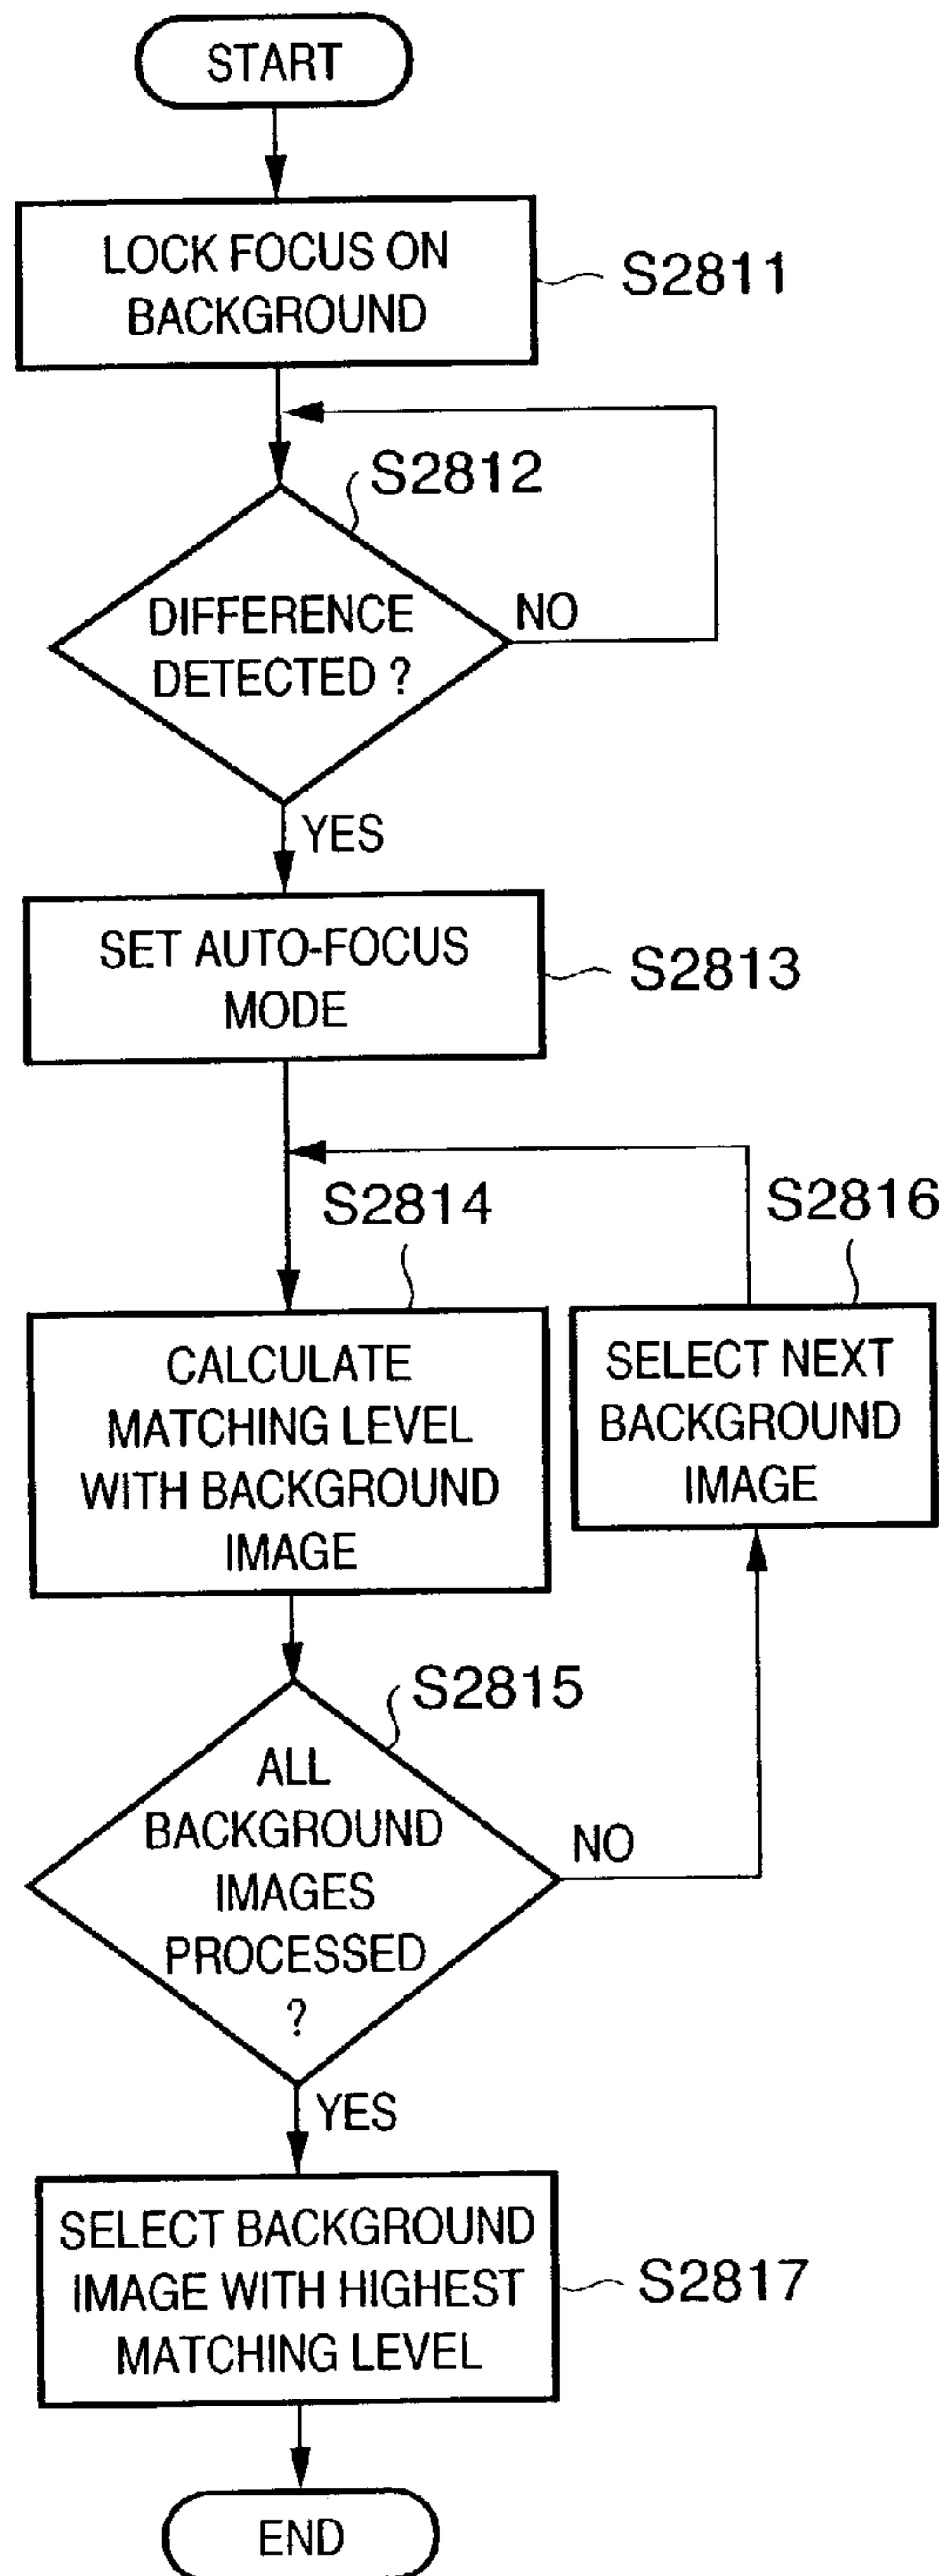 START
LOCK FOCUS ON
BACKGROUND
S2811
S2812
DIFFERENCE
DETECTED ?
NO
YES
SET AUTO-FOCUS
MODE
S2813
S2814
S2816
CALCULATE
MATCHING LEVEL
WITH BACKGROUND
IMAGE
SELECT NEXT
BACKGROUND
IMAGE
S2815
ALL
BACKGROUND
IMAGES
PROCESSED
?
NO
YES
SELECT BACKGROUND
IMAGE WITH HIGHEST
MATCHING LEVEL
S2817
END